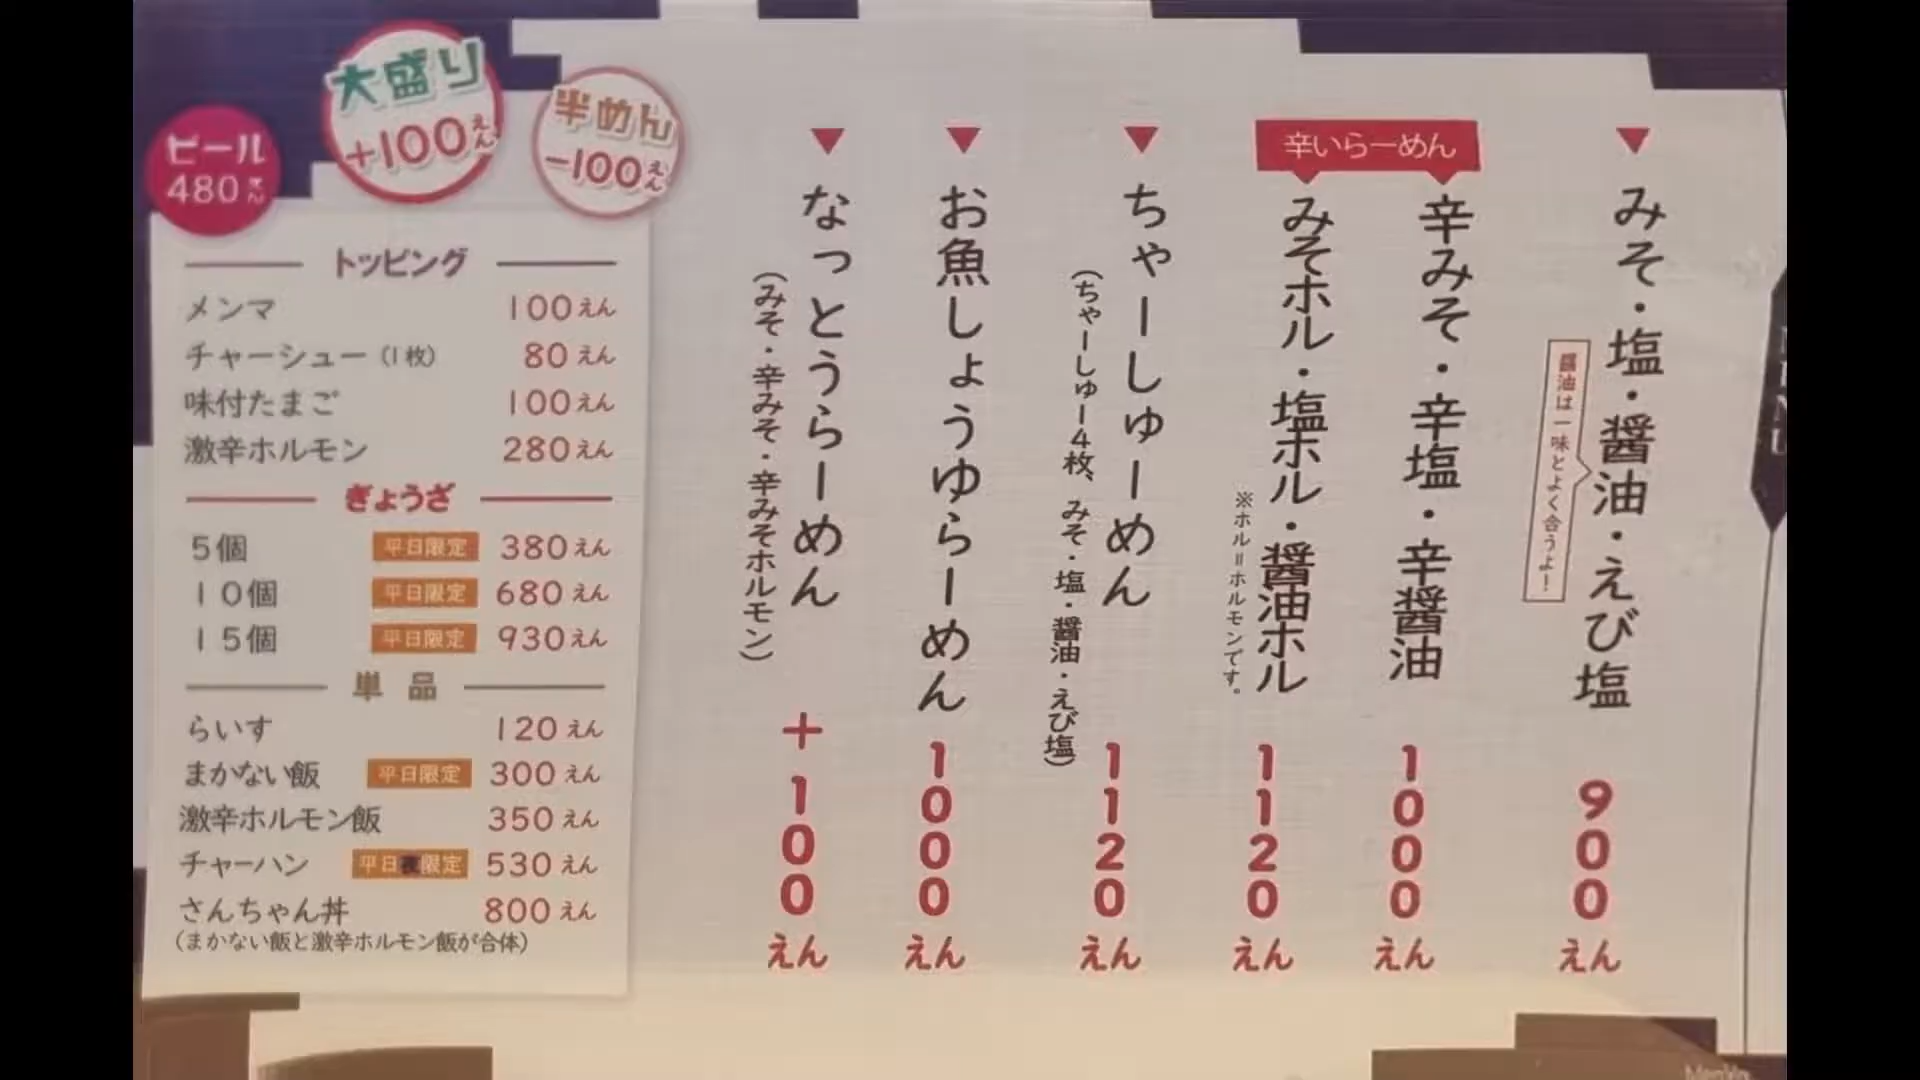 みそ・塩・醤油・えび塩
醤油は一味とよく合うよ!
900えん
辛いらーめん
辛みそ・辛塩・辛醤油
1000えん
みそホル・塩ホル・醤油ホル
※ホル=ホルモンです。
1120えん
ちゃーしゅーめん
(ちゃーしゅー4枚、みそ・塩・醤油・えび塩)
1120えん
お魚しょうゆらーめん
1000えん
なっとうらーめん
(みそ・辛みそ・辛みそホルモン)
+100えん
ビール
480えん
大盛り
+100えん
半めん
-100えん
トッピング
メンマ 100えん
チャーシュー(1枚) 80えん
味付たまご 100えん
激辛ホルモン 280えん
ぎょうざ
5個 平日限定 380えん
10個 平日限定 680えん
15個 平日限定 930えん
単品
らいす 120えん
まかない飯 平日限定 300えん
激辛ホルモン飯 350えん
チャーハン 平日夜限定 530えん
さんちゃん丼 800えん
(まかない飯と激辛ホルモン飯が合体)